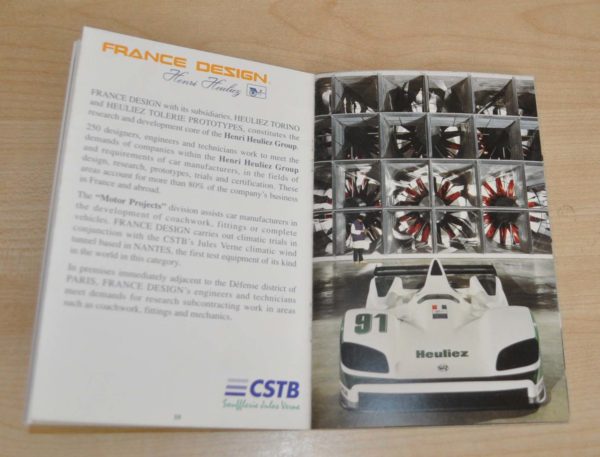 FRANCE DESIGN
Henri Heuliez
FRANCE DESIGN with its subsidiaries, HEULIEZ TORINO
and HEULIEZ TOLERIE PROTOTYPES, constitutes the
research and development core of the Henri Heuliez Group.
250 designers, engineers and technicians work to meet the
demands of companies within the Henri Heuliez Group
and requirements of car manufacturers, in the fields of
design, research, prototypes, trials and certification. These
areas account for more than 80% of the company's business
in France and abroad.
The "Motor Projects" division assists car manufacturers in
the development of coachwork, fittings or complete
vehicles. FRANCE DESIGN carries out climatic trials in
conjunction with the CSTB's Jules Verne climatic wind
tunnel based in NANTES, the first test equipment of its kind
in the world in this category.
In premises immediately adjacent to the Défense district of
PARIS, FRANCE DESIGN's engineers and technicians
meet demands for research subcontracting work in areas
such as coachwork, fittings and mechanics.
CSTB
Soufflerie Jules Verne
91
Heuliez